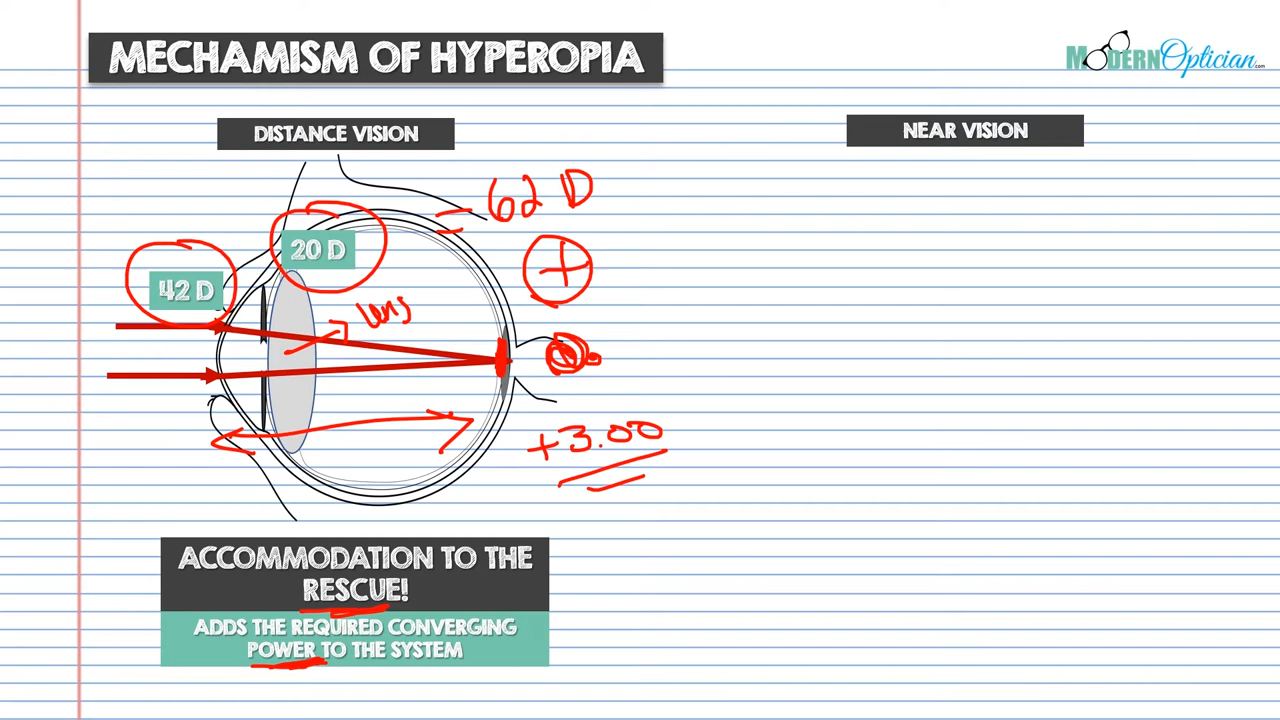 MECHAMISM OF HYPEROPIA
MODERNOptician.com
DISTANCE VISION
NEAR VISION
62 D
20 D
42 D
lens
+3.00
ACCOMMODATION TO THE
RESCUE!
ADDS THE REQUIRED CONVERGING
POWER TO THE SYSTEM